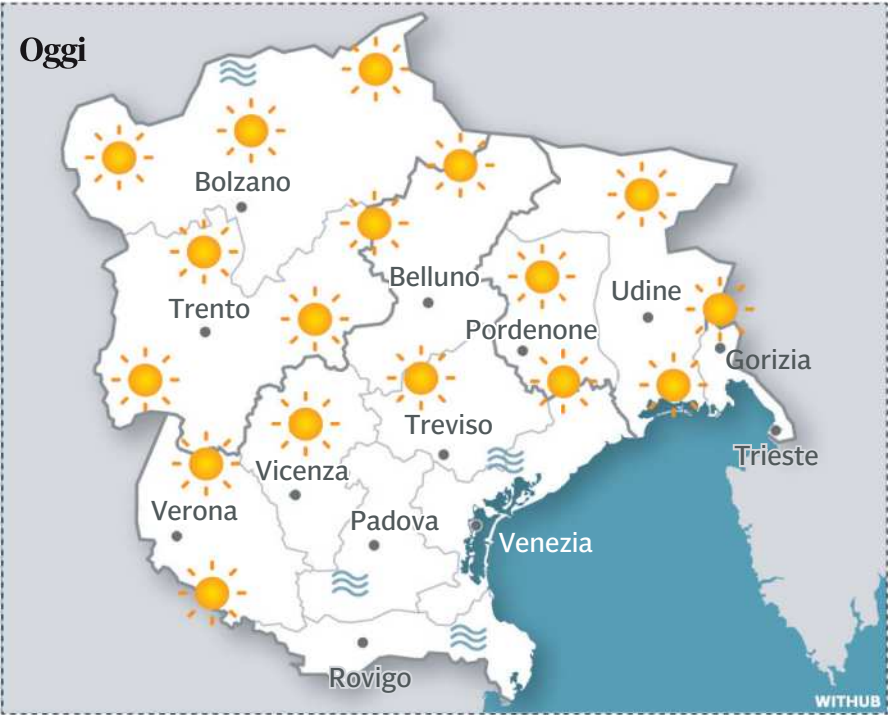 Oggi
Bolzano
Belluno
Trento
Udine
Pordenone
Gorizia
Treviso
Trieste
Vicenza
Verona
Padova
Venezia
Rovigo
WITHUB